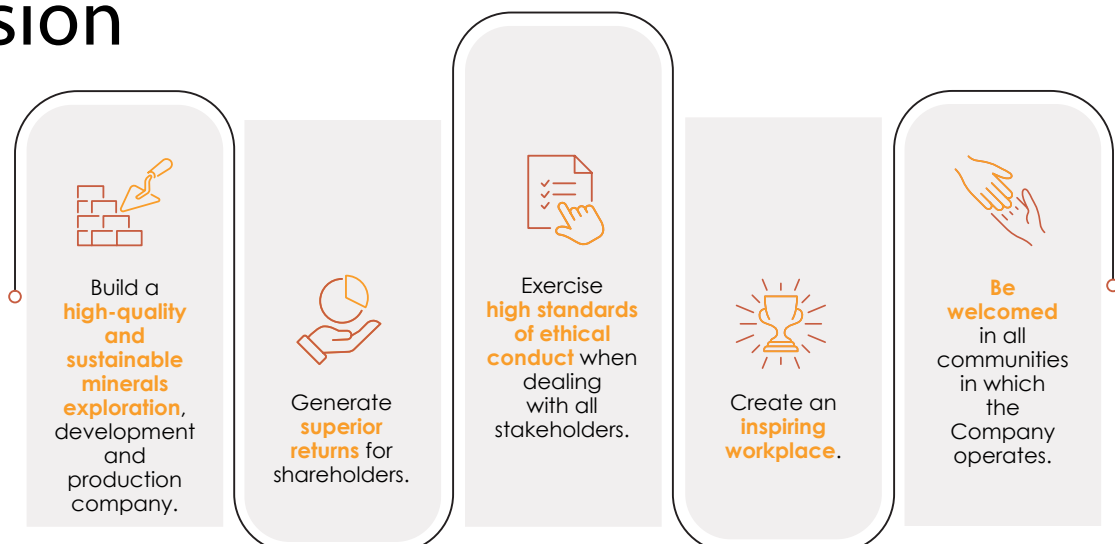 sion
Build a
high-quality
and
sustainable
minerals
exploration,
development
and
production
company.
Generate
superior
returns for
shareholders.
Exercise
high standards
of ethical
conduct when
dealing
with all
stakeholders.
Create an
inspiring
workplace.
Be
welcomed
in all
communities
in which
the
Company
operates.